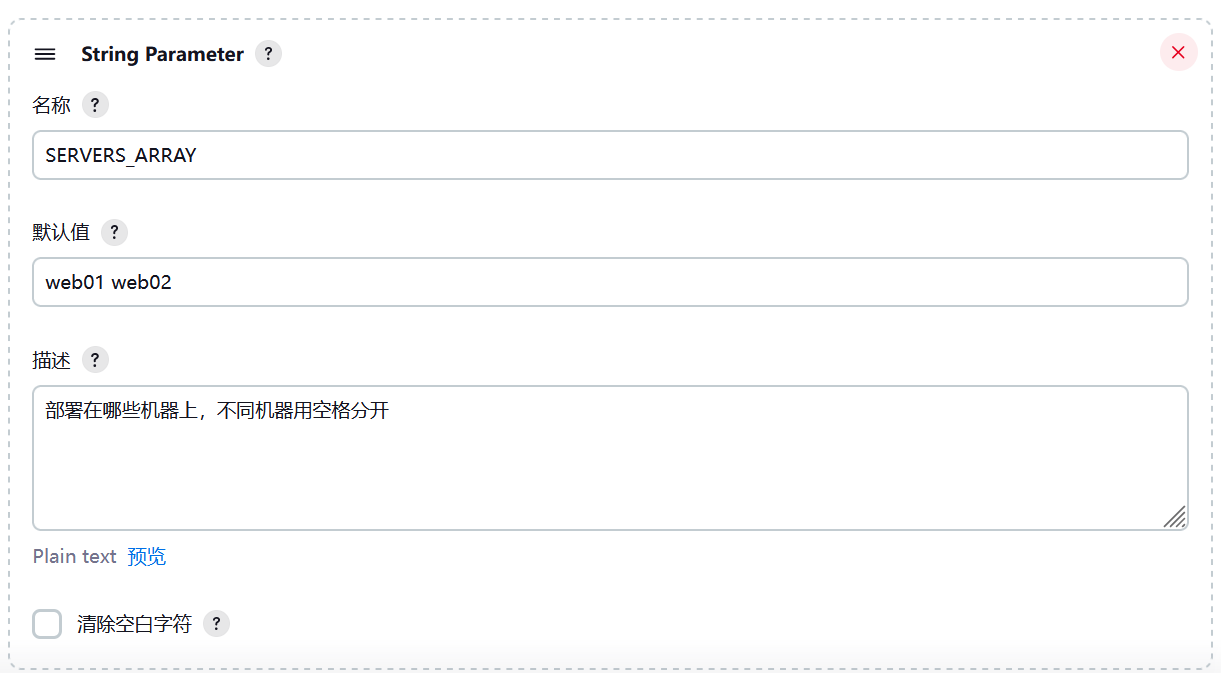 String Parameter ?
名称 ?
SERVERS_ARRAY
默认值 ?
web01 web02
描述 ?
部署在哪些机器上，不同机器用空格分开
Plain text 预览
清除空白字符 ?